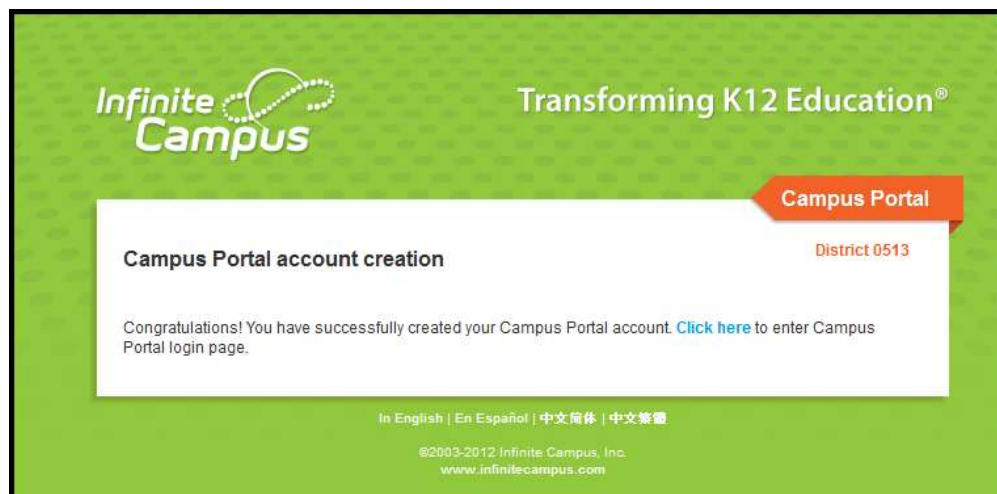 Infinite
Campus
Transforming K12 Education®
Campus Portal
District 0513
Campus Portal account creation
Congratulations! You have successfully created your Campus Portal account. Click here to enter Campus
Portal login page.
In English | En Español | 中文简体 | 中文繁體
©2003-2012 Infinite Campus, Inc.
www.infinitecampus.com